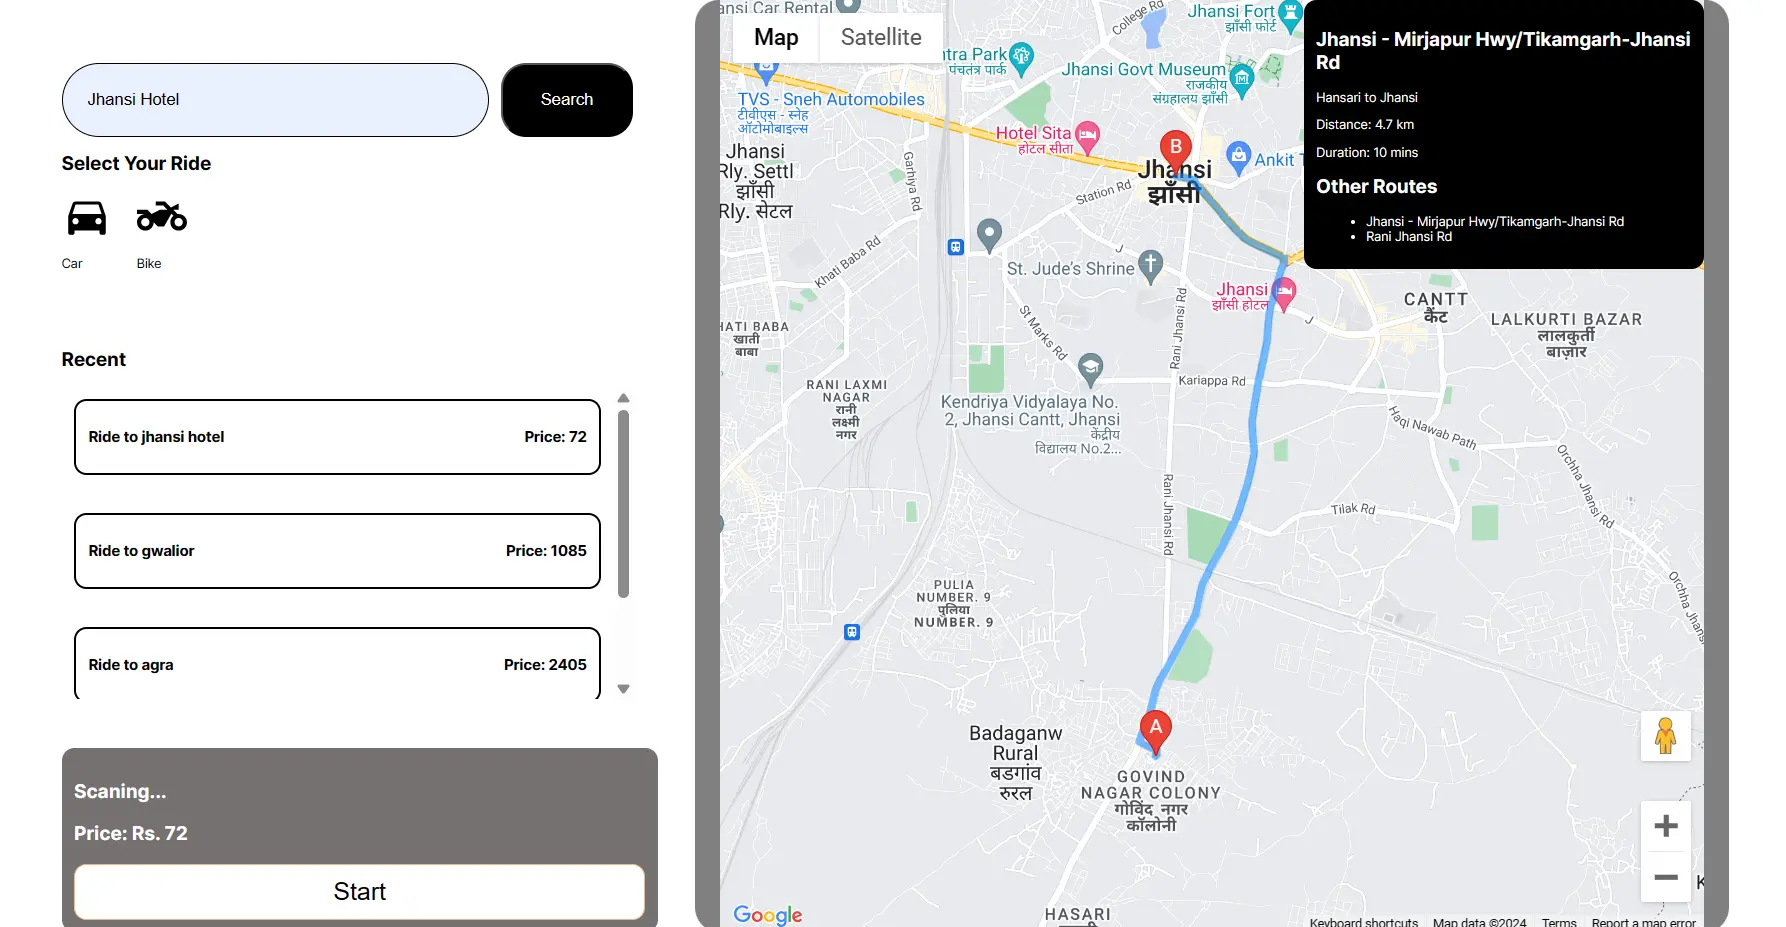 Jhansi Hotel
Search
Select Your Ride
Car
Bike
Recent
Ride to jhansi hotel
Price: 72
Ride to gwalior
Price: 1085
Ride to agra
Price: 2405
Scaning...
Price: Rs. 72
Start
Car Rental
Map
Satellite
College Rd
Jhansi Fort
झाँसी फोर्ट
Park
पंचतंत्र पार्क
Jhansi Govt Museum
राजकीय
संग्रहालय झाँसी
TVS - Sneh Automobiles
टीवीएस - स्नेह
ऑटोमोबाइल्स
Hotel Sita
होटल सीता
B
Jhansi
झाँसी
Ankit
Jhansi
Rly. Settl
झाँसी
Rly. सेटल
Garhiya Rd
Station Rd
Khati Baba Rd
J
St. Jude's Shrine
Jhansi
झाँसी होटल
J
CANTT
कैंट
LALKURTI BAZAR
लालकुर्ती
बाज़ार
BABA
खाती
बाबा
St Marks Rd
Rani Jhansi Rd
RANI LAXMI
NAGAR
रानी
लक्ष्मी
नगर
Kariappa Rd
Kendriya Vidyalaya No.
2, Jhansi Cantt, Jhansi
केंद्रीय
विद्यालय No.2...
Haqi Nawab Path
Orchha Jhansi Rd
Rani Jhansi Rd
Tilak Rd
PULIA
NUMBER. 9
पुलिया
NUMBER. 9
Orchha Jhansi
A
Badaganw
Rural
बडगांव
रुरल
GOVIND
NAGAR COLONY
गोविंद नगर
कॉलोनी
HASARI
Google
Keyboard shortcuts
Map data ©2024
Terms
Report a map error
Jhansi - Mirjapur Hwy/Tikamgarh-Jhansi
Rd
Hansari to Jhansi
Distance: 4.7 km
Duration: 10 mins
Other Routes
• Jhansi - Mirjapur Hwy/Tikamgarh-Jhansi Rd
• Rani Jhansi Rd